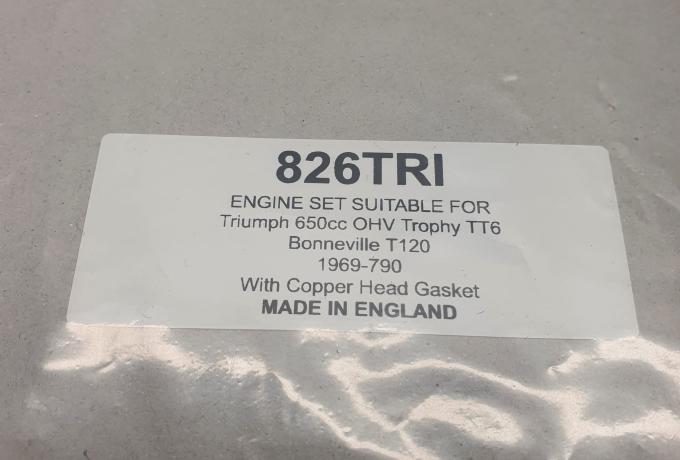 826TRI
ENGINE SET SUITABLE FOR
Triumph 650cc OHV Trophy TT6
Bonneville T120
1969-790
With Copper Head Gasket
MADE IN ENGLAND